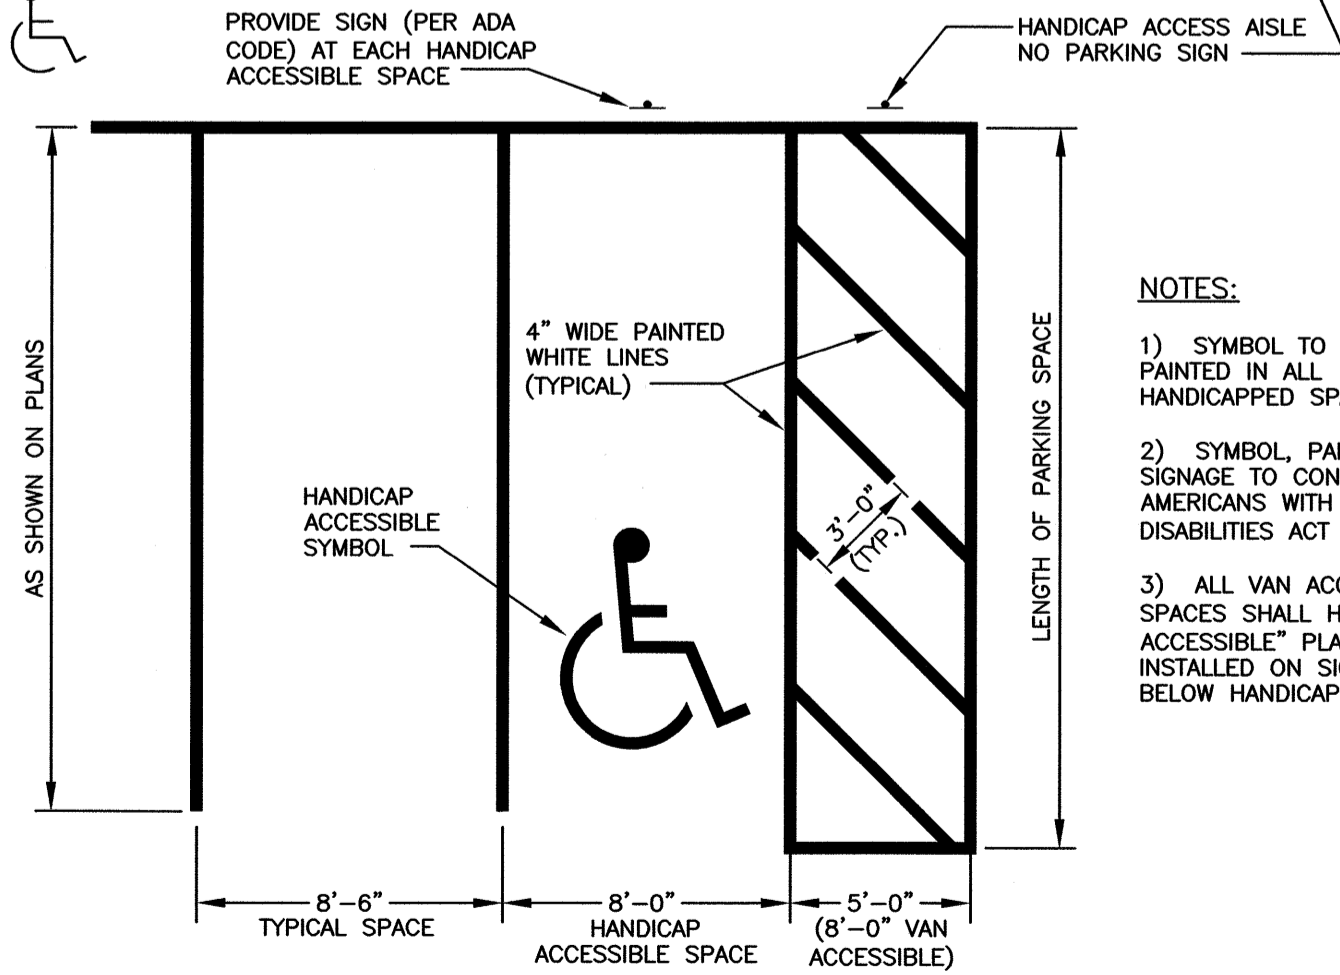 PROVIDE SIGN (PER ADA
CODE) AT EACH HANDICAP
ACCESSIBLE SPACE
HANDICAP ACCESS AISLE
NO PARKING SIGN
AS SHOWN ON PLANS
4" WIDE PAINTED
WHITE LINES
(TYPICAL)
HANDICAP
ACCESSIBLE
SYMBOL
3'-0"
(TYP.)
LENGTH OF PARKING SPACE
8'-6"
TYPICAL SPACE
8'-0"
HANDICAP
ACCESSIBLE SPACE
5'-0"
(8'-0" VAN
ACCESSIBLE)
NOTES:
1) SYMBOL TO
PAINTED IN ALL
HANDICAPPED
2) SYMBOL,
SIGNAGE TO
AMERICANS WITH
DISABILITIES ACT
3) ALL VAN
SPACES SHALL
ACCESSIBLE"
INSTALLED ON
BELOW HANDICAP